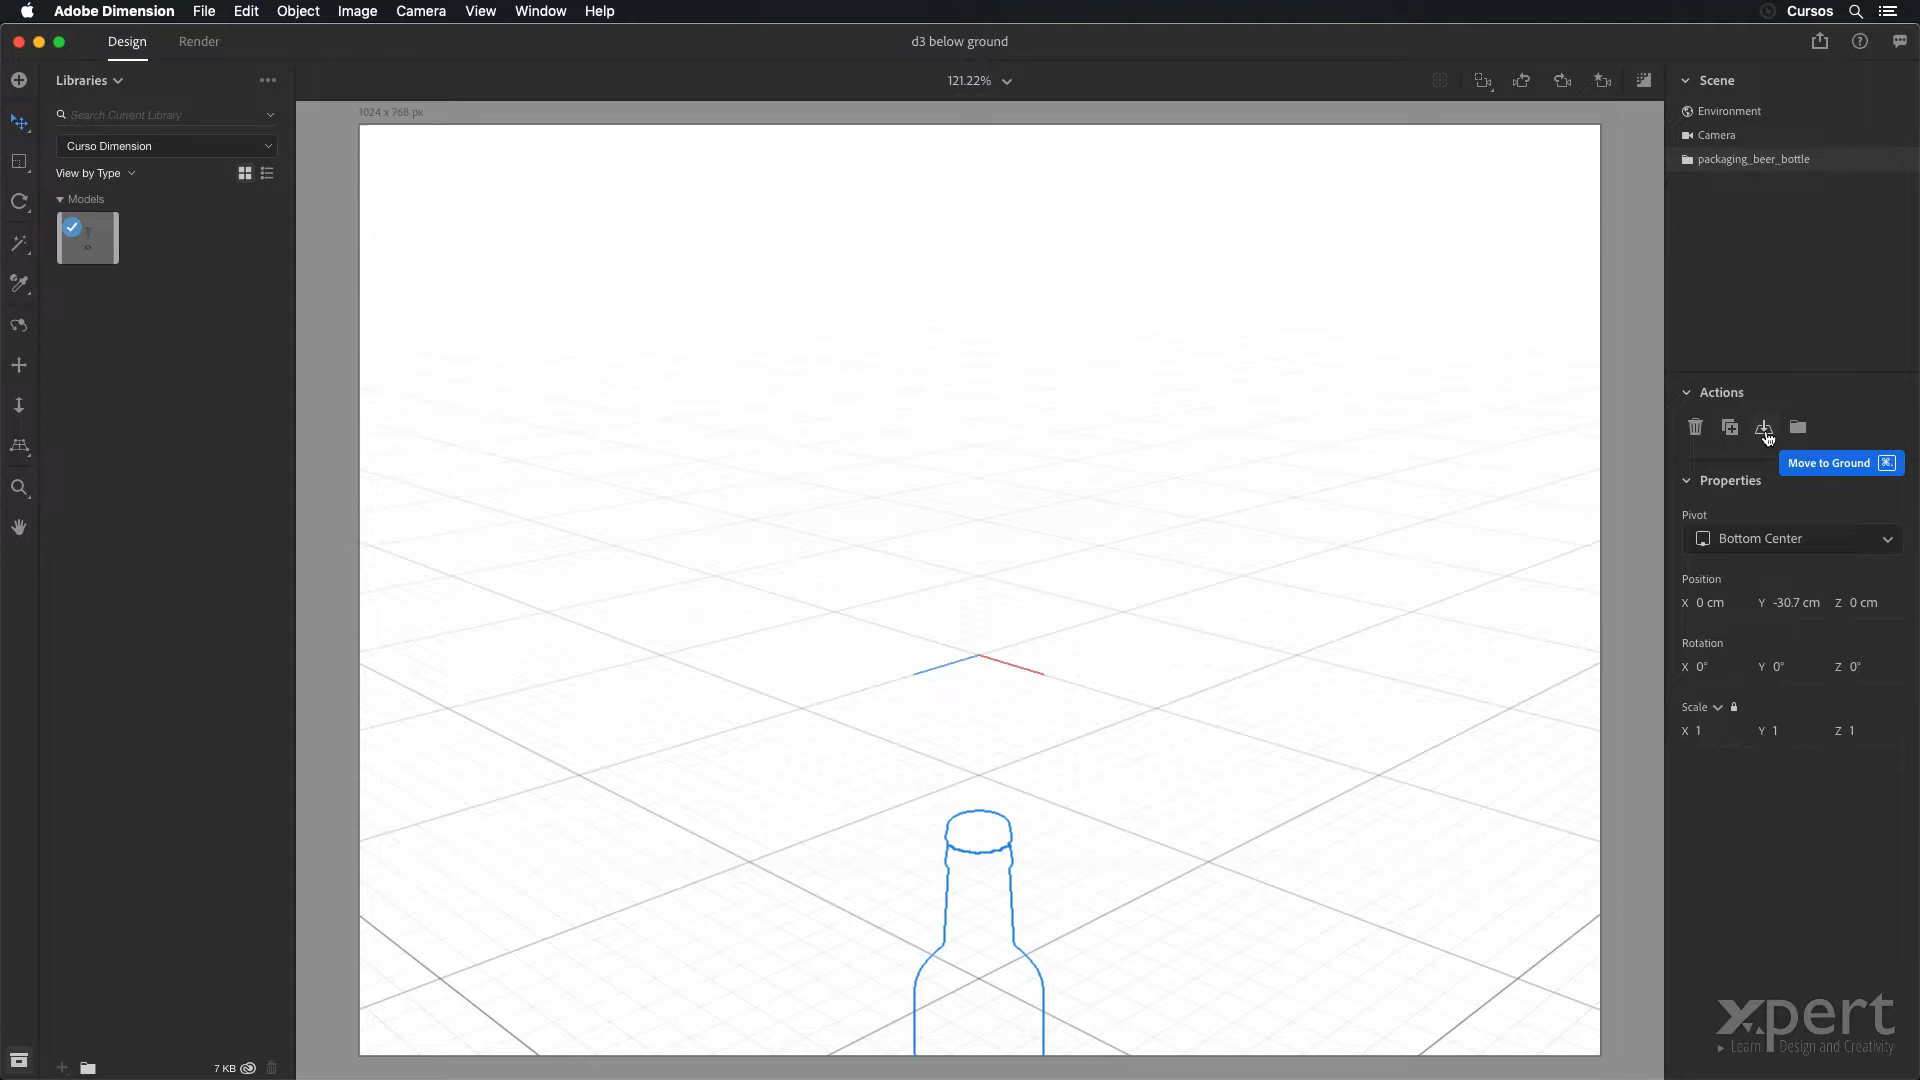 Adobe Dimension File Edit Object Image Camera View Window Help Cursos
Design Render d3 below ground
Libraries 121.22% Scene
1024 x 768 px
Search Current Library
Environment
Curso Dimension
Camera
View by Type
packaging_beer_bottle
Models
Actions
Move to Ground ⌘.
Properties
Pivot
Bottom Center
Position
X 0 cm Y -30.7 cm Z 0 cm
Rotation
X 0° Y 0° Z 0°
Scale
X 1 Y 1 Z 1
xpert
Learn Design and Creativity
7 KB